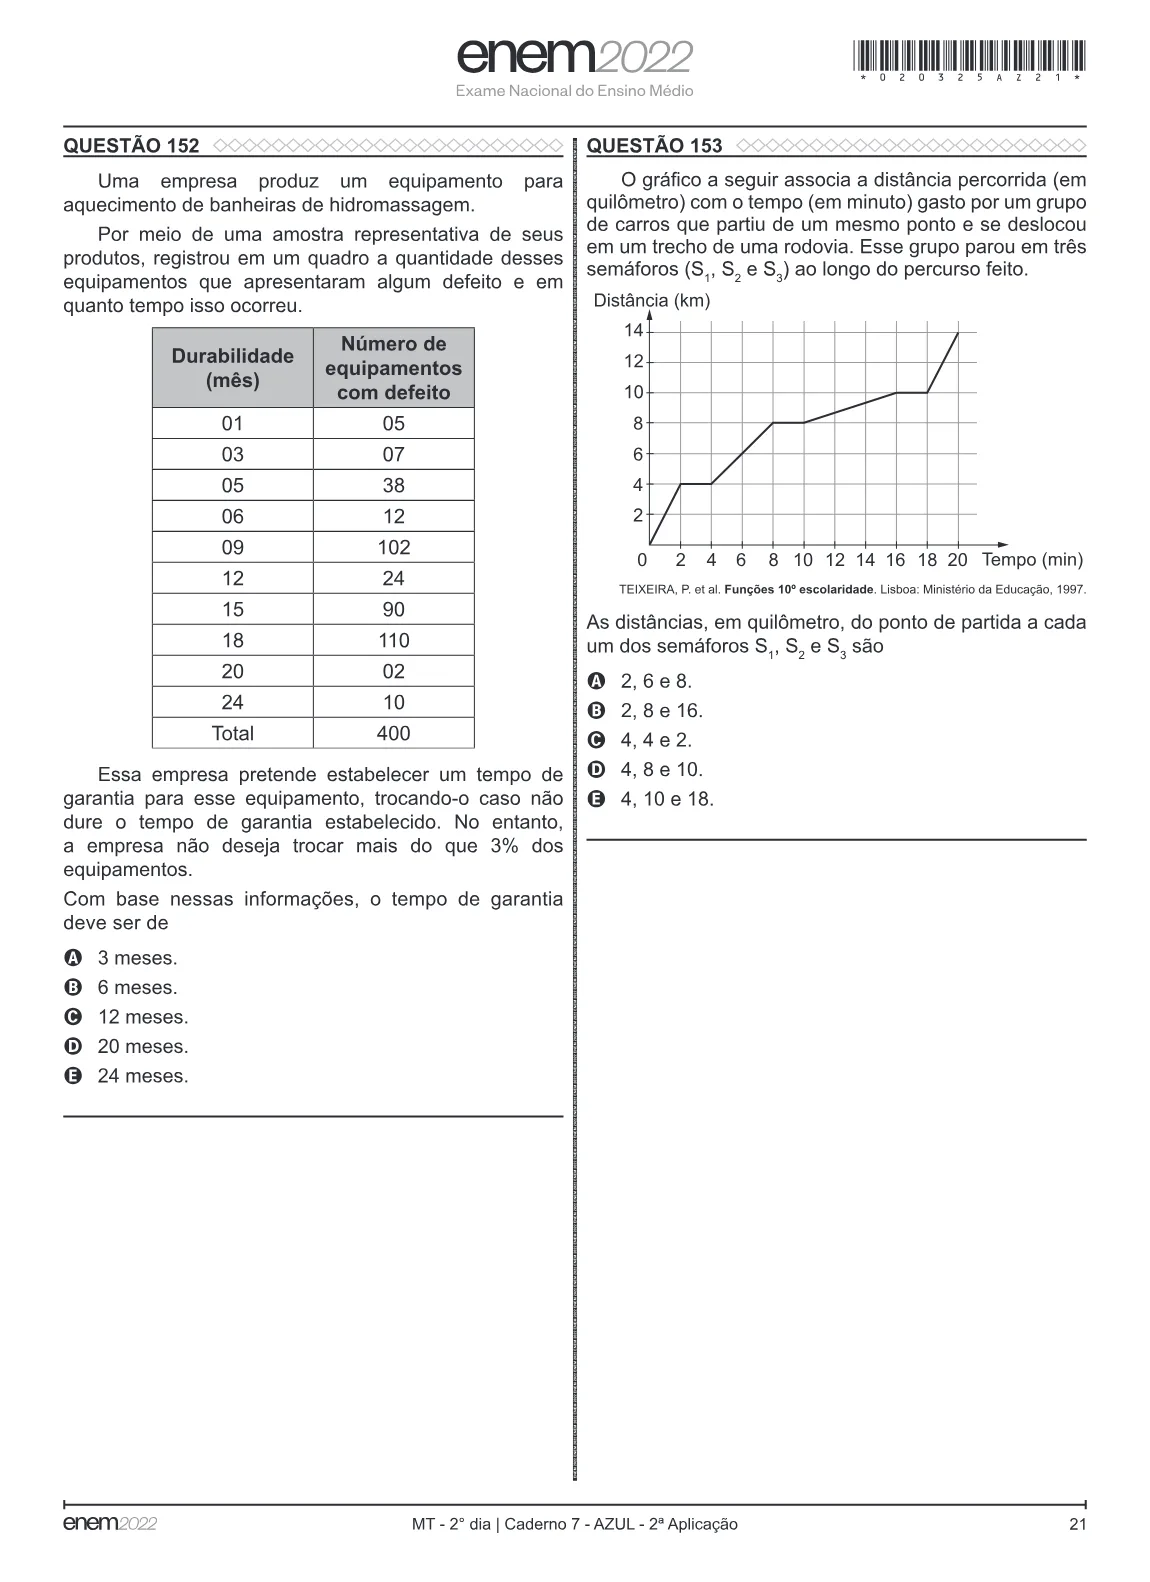 enem2022
Exame Nacional do Ensino Médio
*020325AZ21*
QUESTÃO 152
Uma empresa produz um equipamento para
aquecimento de banheiras de hidromassagem.
Por meio de uma amostra representativa de seus
produtos, registrou em um quadro a quantidade desses
equipamentos que apresentaram algum defeito e em
quanto tempo isso ocorreu.
Durabilidade (mês) Número de equipamentos com defeito
01 05
03 07
05 38
06 12
09 102
12 24
15 90
18 110
20 02
24 10
Total 400
Essa empresa pretende estabelecer um tempo de
garantia para esse equipamento, trocando-o caso não
dure o tempo de garantia estabelecido. No entanto,
a empresa não deseja trocar mais do que 3% dos
equipamentos.
Com base nessas informações, o tempo de garantia
deve ser de
A 3 meses.
B 6 meses.
C 12 meses.
D 20 meses.
E 24 meses.
QUESTÃO 153
O gráfico a seguir associa a distância percorrida (em
quilômetro) com o tempo (em minuto) gasto por um grupo
de carros que partiu de um mesmo ponto e se deslocou
em um trecho de uma rodovia. Esse grupo parou em três
semáforos (S1, S2 e S3) ao longo do percurso feito.
Distância (km)
14
12
10
8
6
4
2
0 2 4 6 8 10 12 14 16 18 20 Tempo (min)
TEIXEIRA, P. et al. Funções 10º escolaridade. Lisboa: Ministério da Educação, 1997.
As distâncias, em quilômetro, do ponto de partida a cada
um dos semáforos S1, S2 e S3 são
A 2, 6 e 8.
B 2, 8 e 16.
C 4, 4 e 2.
D 4, 8 e 10.
E 4, 10 e 18.
enem2022
MT - 2° dia | Caderno 7 - AZUL - 2ª Aplicação
21